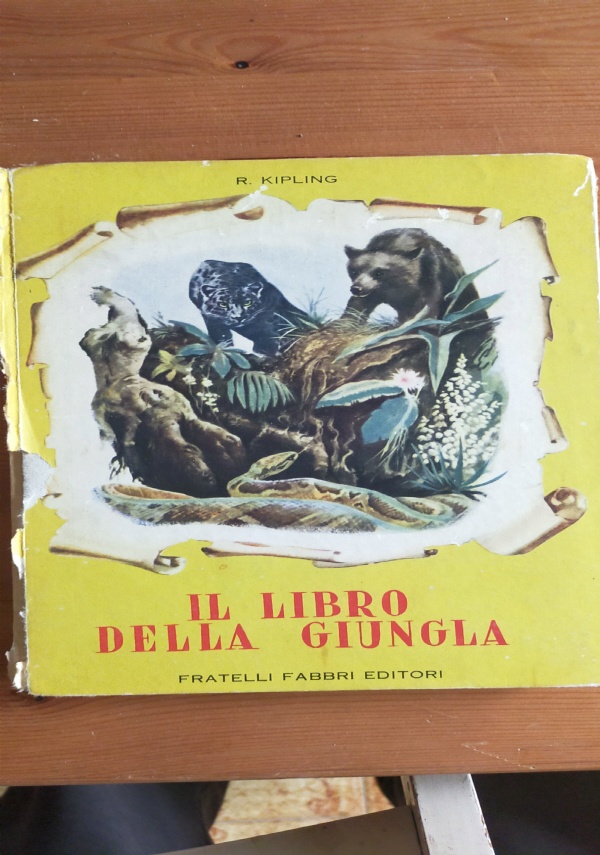 R. KIPLING
IL LIBRO
DELLA GIUNGLA
FRATELLI FABBRI EDITORI